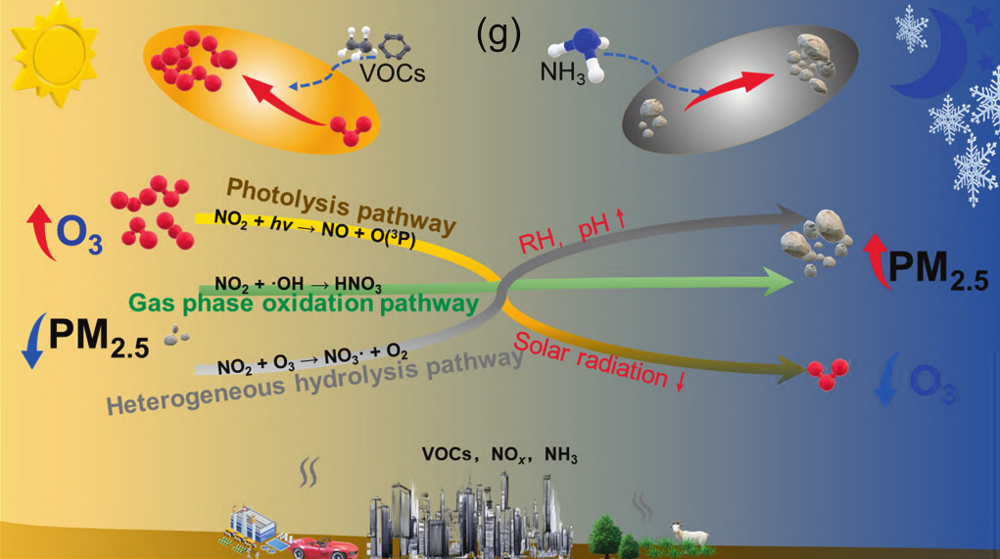 (g)
VOCs
NH₃
Photolysis pathway
NO₂ + hv → NO + O(³P)
RH, pH ↑
O₃
NO₂ + ·OH → HNO₃
Gas phase oxidation pathway
PM₂.₅
PM₂.₅
NO₂ + O₃ → NO₃· + O₂
Heterogeneous hydrolysis pathway
Solar radiation ↓
O₃
VOCs, NOₓ, NH₃